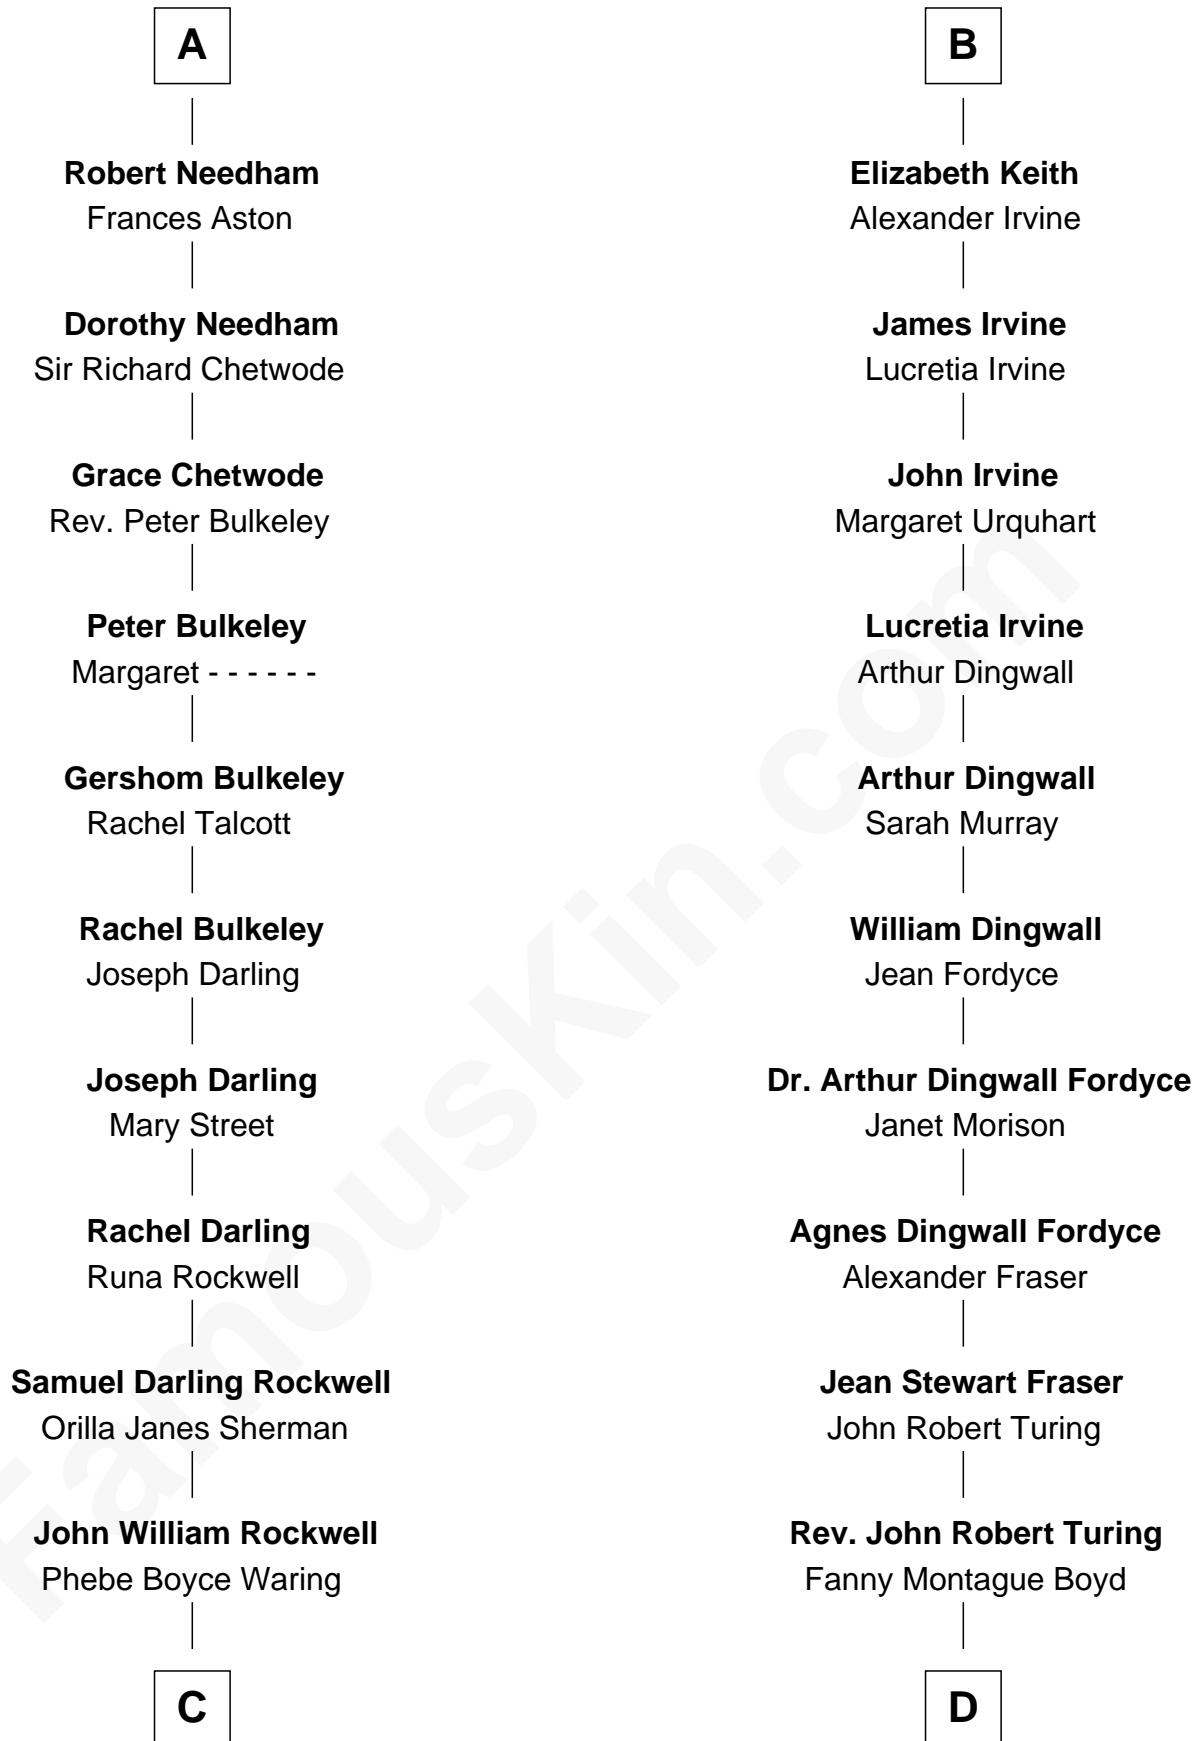 A
Robert Needham
Frances Aston
Dorothy Needham
Sir Richard Chetwode
Grace Chetwode
Rev. Peter Bulkeley
Peter Bulkeley
Margaret - - - - - -
Gershom Bulkeley
Rachel Talcott
Rachel Bulkeley
Joseph Darling
Joseph Darling
Mary Street
Rachel Darling
Runa Rockwell
Samuel Darling Rockwell
Orilla Janes Sherman
John William Rockwell
Phebe Boyce Waring
C
B
Elizabeth Keith
Alexander Irvine
James Irvine
Lucretia Irvine
John Irvine
Margaret Urquhart
Lucretia Irvine
Arthur Dingwall
Arthur Dingwall
Sarah Murray
William Dingwall
Jean Fordyce
Dr. Arthur Dingwall Fordyce
Janet Morison
Agnes Dingwall Fordyce
Alexander Fraser
Jean Stewart Fraser
John Robert Turing
Rev. John Robert Turing
Fanny Montague Boyd
D
FamousKin.com